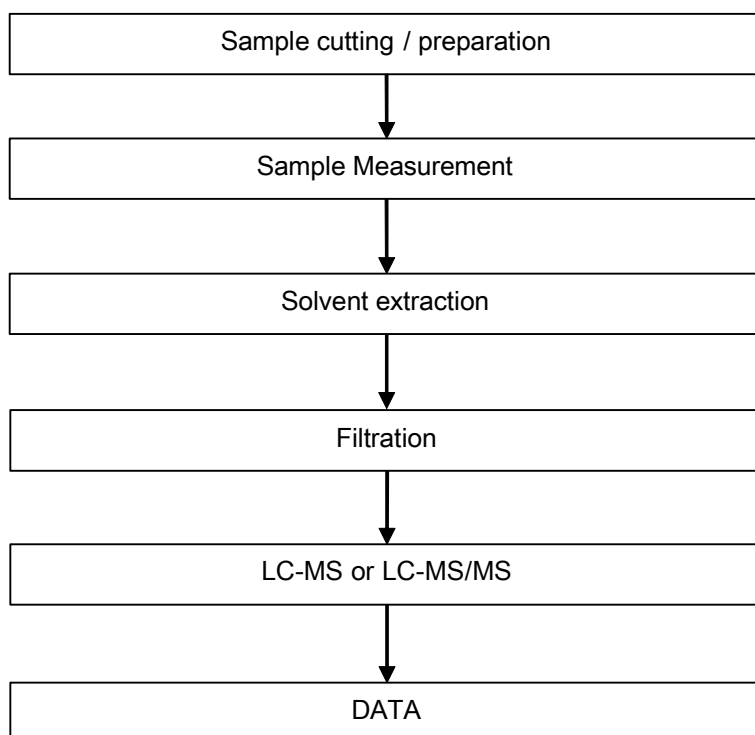 Sample cutting / preparation
Sample Measurement
Solvent extraction
Filtration
LC-MS or LC-MS/MS
DATA